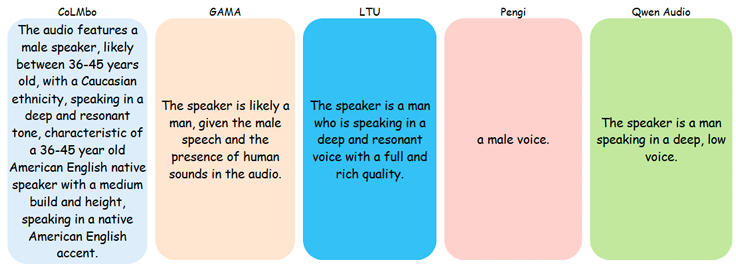 CoLMbo
The audio features a
male speaker, likely
between 36-45 years
old, with a Caucasian
ethnicity, speaking in a
deep and resonant
tone, characteristic of
a 36-45 year old
American English native
speaker with a medium
build and height,
speaking in a native
American English
accent.
GAMA
The speaker is likely a
man, given the male
speech and the
presence of human
sounds in the audio.
LTU
The speaker is a man
who is speaking in a
deep and resonant
voice with a full and
rich quality.
Pengi
a male voice.
Qwen Audio
The speaker is a man
speaking in a deep, low
voice.